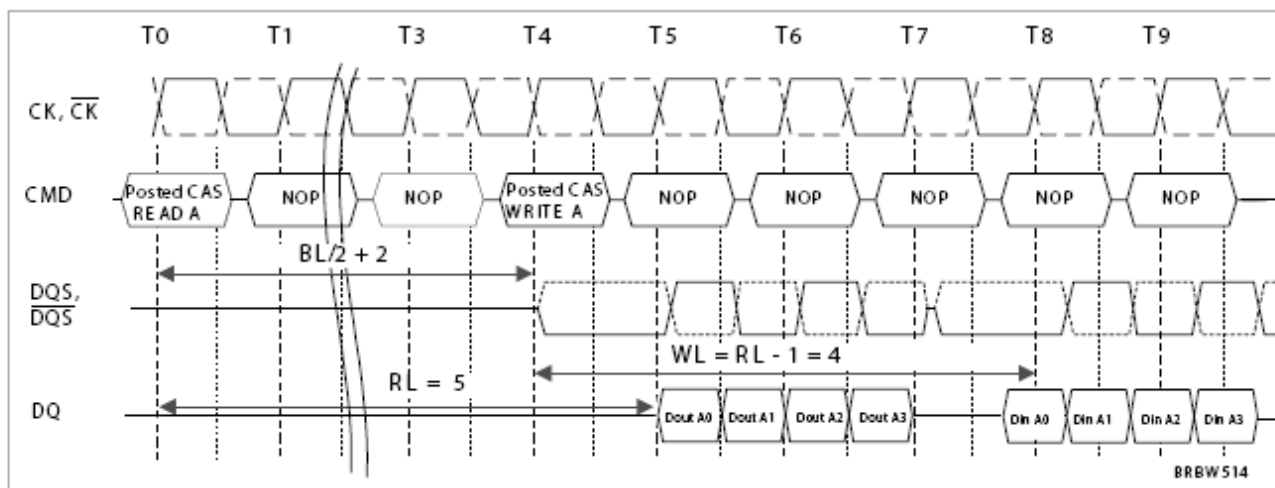 T0 T1 T3 T4 T5 T6 T7 T8 T9
CK, CK
CMD
Posted CAS
READ A
NOP
NOP
Posted CAS
WRITE A
NOP
NOP
NOP
NOP
NOP
BL/2 + 2
DQS,
DQS
WL = RL - 1 = 4
RL = 5
DQ
Dout A0 Dout A1 Dout A2 Dout A3 Din A0 Din A1 Din A2 Din A3
BRBW514